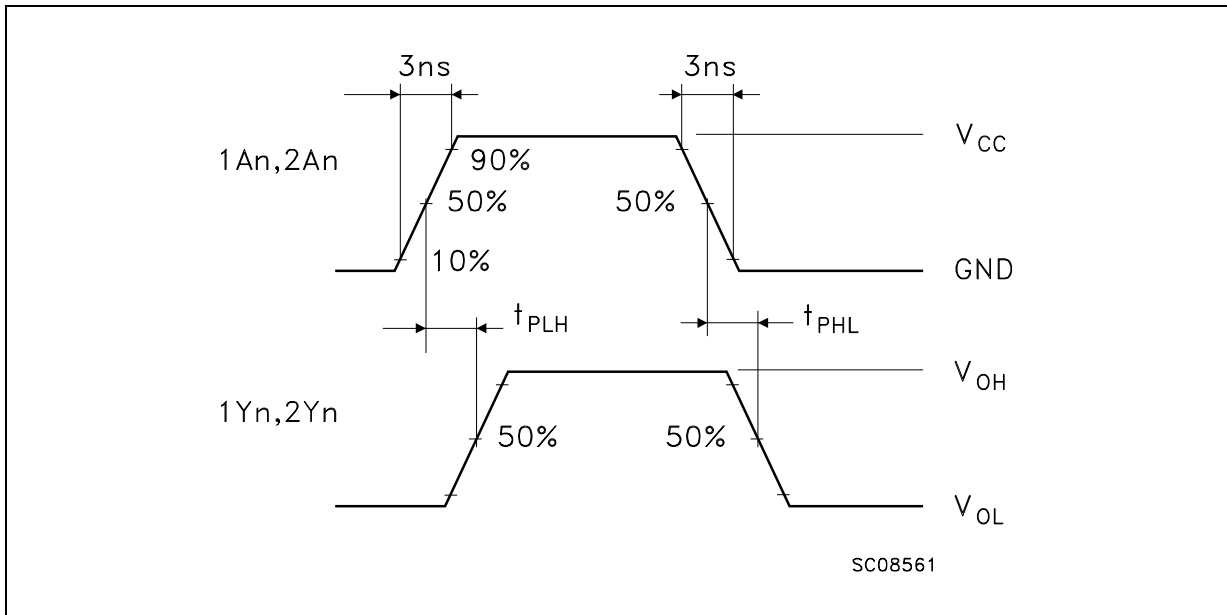 3ns 3ns
1An,2An 90% V_CC
50% 50%
10% GND
t_PLH t_PHL
1Yn,2Yn V_OH
50% 50%
V_OL
SC08561